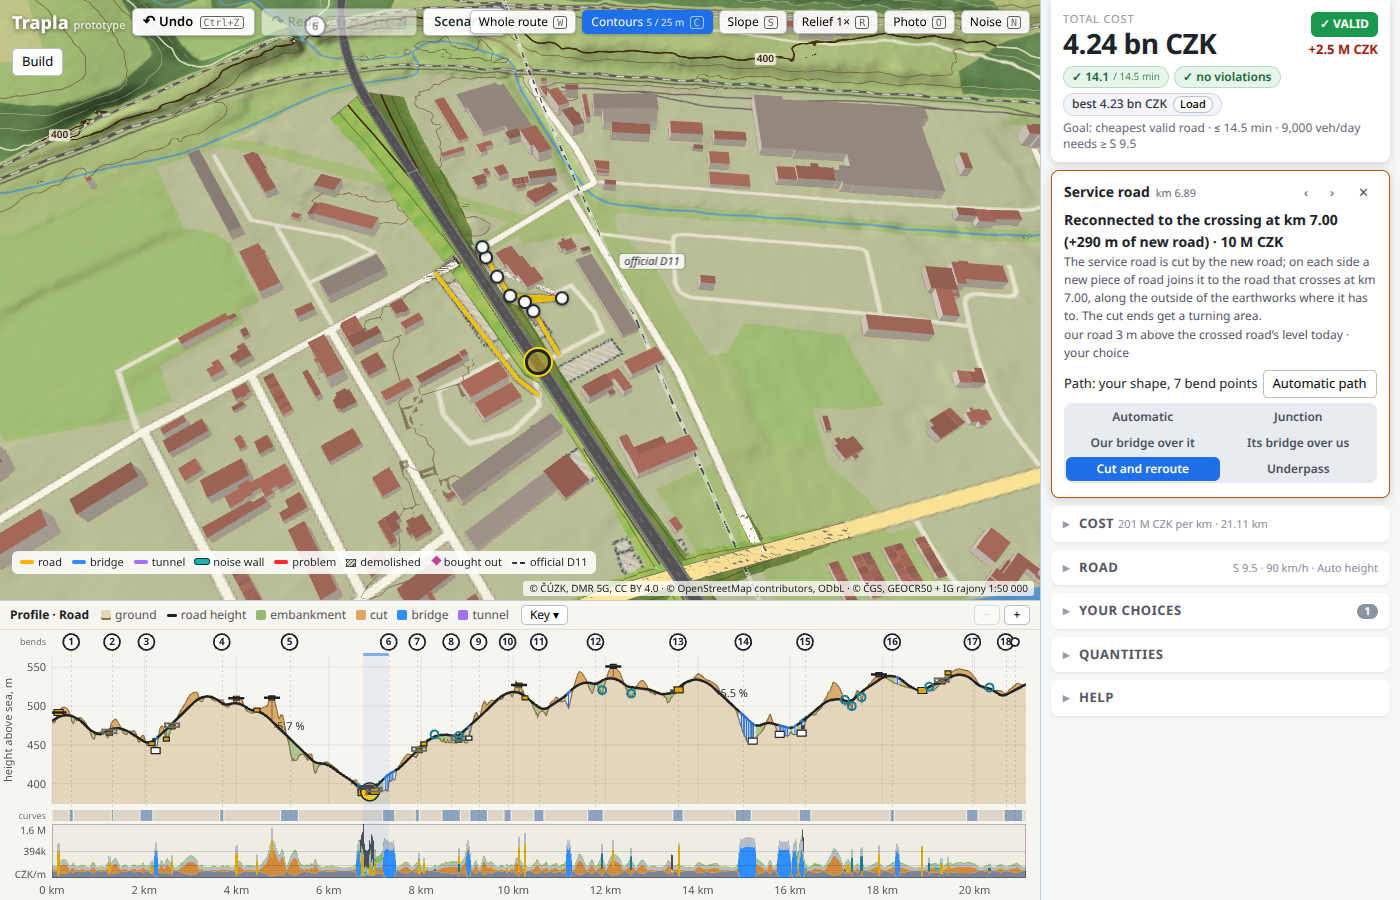 Trapla prototype
↶ Undo Ctrl+Z
Scena
Whole route W
Contours 5 / 25 m C
Slope S
Relief 1× R
Photo O
Noise N
Build
6
400
400
official D11
road
bridge
tunnel
noise wall
problem
demolished
bought out
official D11
© ČÚZK, DMR 5G, CC BY 4.0 · © OpenStreetMap contributors, ODbL · © ČGS, GEOCR50 + IG rajony 1:50 000
TOTAL COST
✓ VALID
4.24 bn CZK
+2.5 M CZK
✓ 14.1 / 14.5 min
✓ no violations
best 4.23 bn CZK Load
Goal: cheapest valid road · ≤ 14.5 min · 9,000 veh/day
needs ≥ S 9.5
Service road km 6.89
‹ › ✕
Reconnected to the crossing at km 7.00
(+290 m of new road) · 10 M CZK
The service road is cut by the new road; on each side a
new piece of road joins it to the road that crosses at km
7.00, along the outside of the earthworks where it has
to. The cut ends get a turning area.
our road 3 m above the crossed road's level today ·
your choice
Path: your shape, 7 bend points
Automatic path
Automatic
Junction
Our bridge over it
Its bridge over us
Cut and reroute
Underpass
▶ COST 201 M CZK per km · 21.11 km
▶ ROAD S 9.5 · 90 km/h · Auto height
▶ YOUR CHOICES 1
▶ QUANTITIES
▶ HELP
Profile · Road
ground
road height
embankment
cut
bridge
tunnel
Key ▾
− +
bends
1 2 3 4 5 6 7 8 9 10 11 12 13 14 15 16 17 18
height above sea, m
550
500
450
400
5.5 %
curves
1.6 M
394k
CZK/m
0 km 2 km 4 km 6 km 8 km 10 km 12 km 14 km 16 km 18 km 20 km